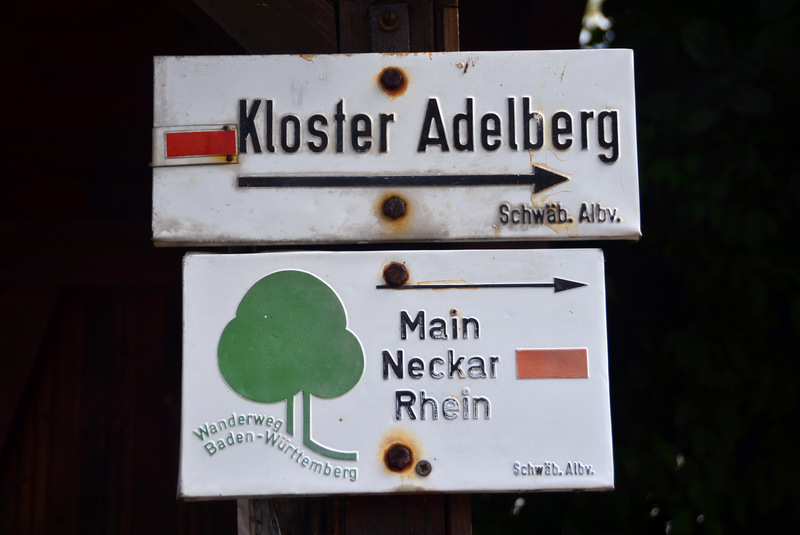 Kloster Adelberg
Schwäb. Albv.
Main
Neckar
Rhein
Wanderweg
Baden-Württemberg
Schwäb. Albv.